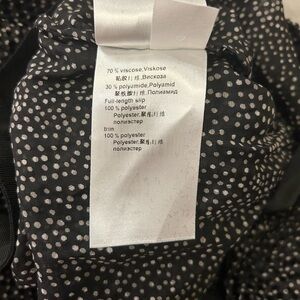 70 % viscose,Viskose
粘胶纤维,Вискоза
30 % polyamide,Polyamid
聚酰胺纤维,Полиамид
Full-length slip
100 % polyester
Polyester,聚酯纤维
полиэстер
trim
100 % polyester
Polyester,聚酯纤维
полиэстер